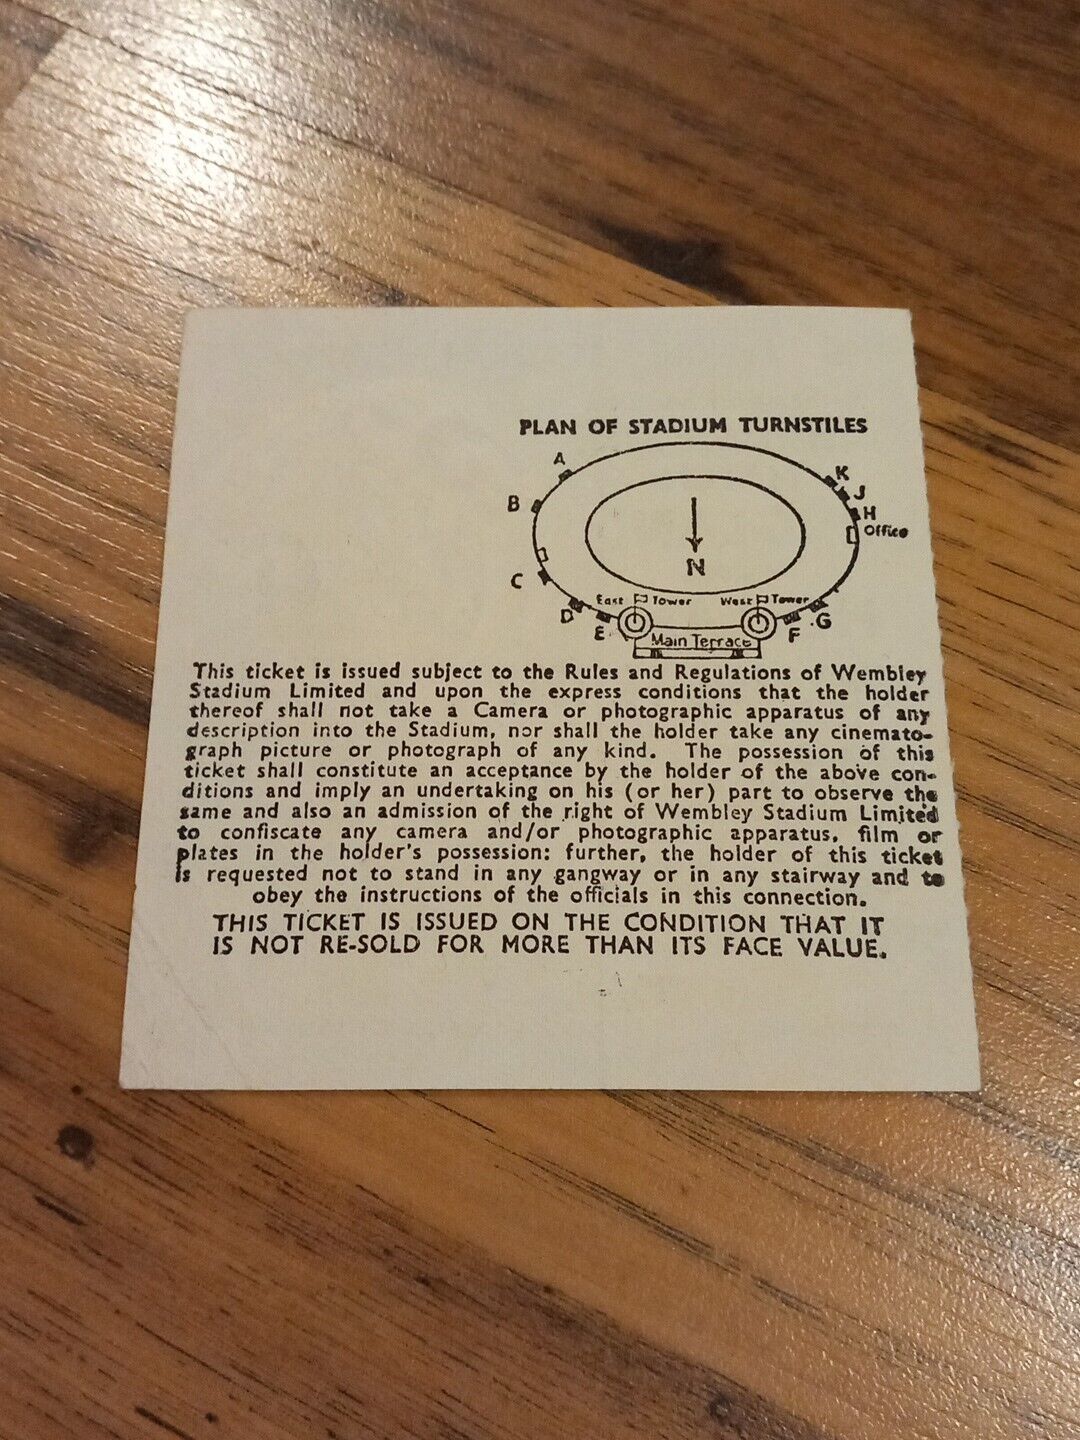 PLAN OF STADIUM TURNSTILES
A
K
B
J
H
Office
N
C
East Tower
West Tower
D
G
E
F
Main Terrace
This ticket is issued subject to the Rules and Regulations of Wembley
Stadium Limited and upon the express conditions that the holder
thereof shall not take a Camera or photographic apparatus of any
description into the Stadium, nor shall the holder take any cinemato-
graph picture or photograph of any kind. The possession of this
ticket shall constitute an acceptance by the holder of the above con-
ditions and imply an undertaking on his (or her) part to observe the
same and also an admission of the right of Wembley Stadium Limited
to confiscate any camera and/or photographic apparatus, film or
plates in the holder's possession: further, the holder of this ticket
is requested not to stand in any gangway or in any stairway and to
obey the instructions of the officials in this connection.
THIS TICKET IS ISSUED ON THE CONDITION THAT IT
IS NOT RE-SOLD FOR MORE THAN ITS FACE VALUE.